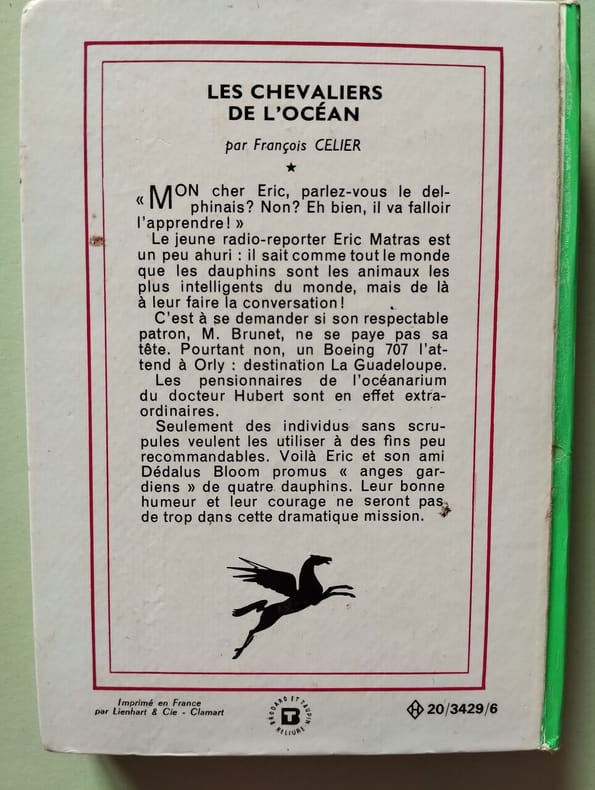 LES CHEVALIERS
DE L'OCÉAN
par François CELIER
★
« MON cher Eric, parlez-vous le del-
phinais? Non? Eh bien, il va falloir
l'apprendre! »
Le jeune radio-reporter Eric Matras est
un peu ahuri : il sait comme tout le monde
que les dauphins sont les animaux les
plus intelligents du monde, mais de là
à leur faire la conversation!
C'est à se demander si son respectable
patron, M. Brunet, ne se paye pas sa
tête. Pourtant non, un Boeing 707 l'at-
tend à Orly : destination La Guadeloupe.
Les pensionnaires de l'océanarium
du docteur Hubert sont en effet extra-
ordinaires.
Seulement des individus sans scru-
pules veulent les utiliser à des fins peu
recommandables. Voilà Eric et son ami
Dédalus Bloom promus « anges gar-
diens » de quatre dauphins. Leur bonne
humeur et leur courage ne seront pas
de trop dans cette dramatique mission.
Imprimé en France
par Lienhart & Cie - Clamart
BRODARD ET TAUPIN
BT
RELIURE
H 20/3429/6